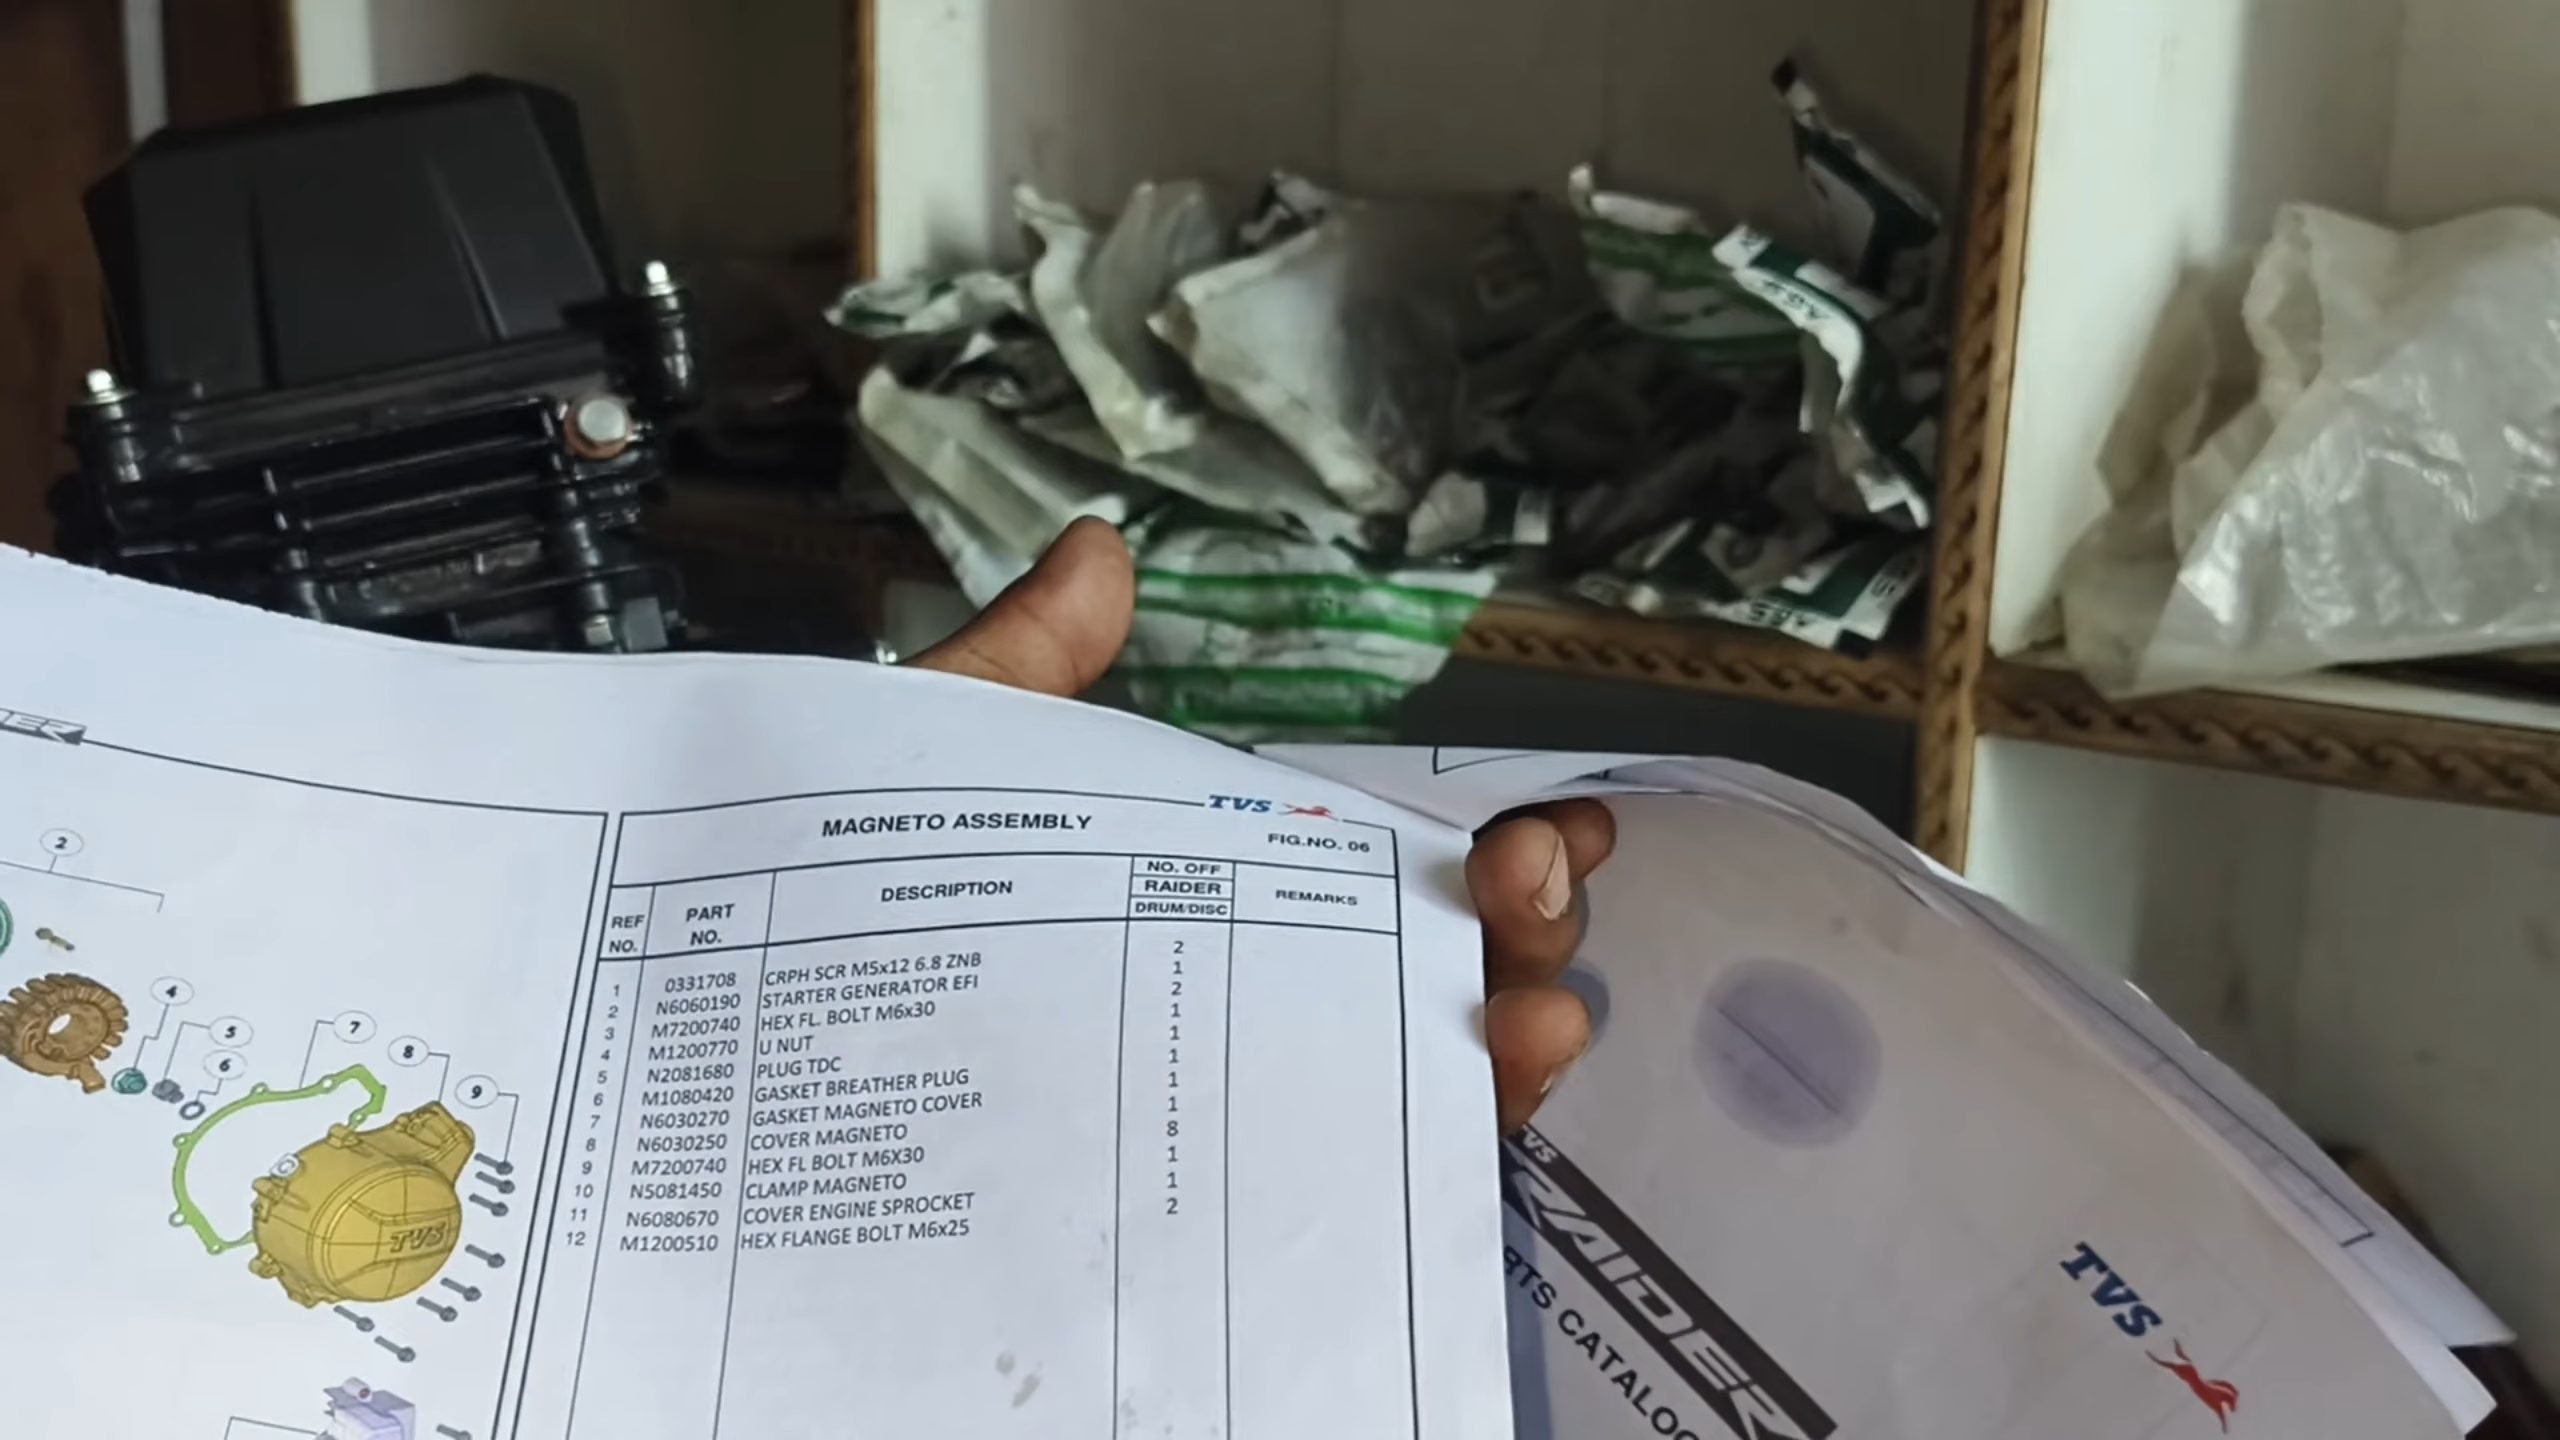 TVS
MAGNETO ASSEMBLY
FIG.NO. 06
REF NO. PART NO. DESCRIPTION NO. OFF RAIDER DRUM/DISC REMARKS
1 0331708 CRPH SCR M5x12 6.8 ZNB 2
2 N6060190 STARTER GENERATOR EFI 1
3 M7200740 HEX FL. BOLT M6x30 2
4 M1200770 U NUT 1
5 N2081680 PLUG TDC 1
6 M1080420 GASKET BREATHER PLUG 1
7 N6030270 GASKET MAGNETO COVER 1
8 N6030250 COVER MAGNETO 1
9 M7200740 HEX FL BOLT M6X30 8
10 N5081450 CLAMP MAGNETO 1
11 N6080670 COVER ENGINE SPROCKET 1
12 M1200510 HEX FLANGE BOLT M6x25 2
2
4
5
6
7
8
9
TVS
TVS
RAIDER
RTS CATALOG
TVS